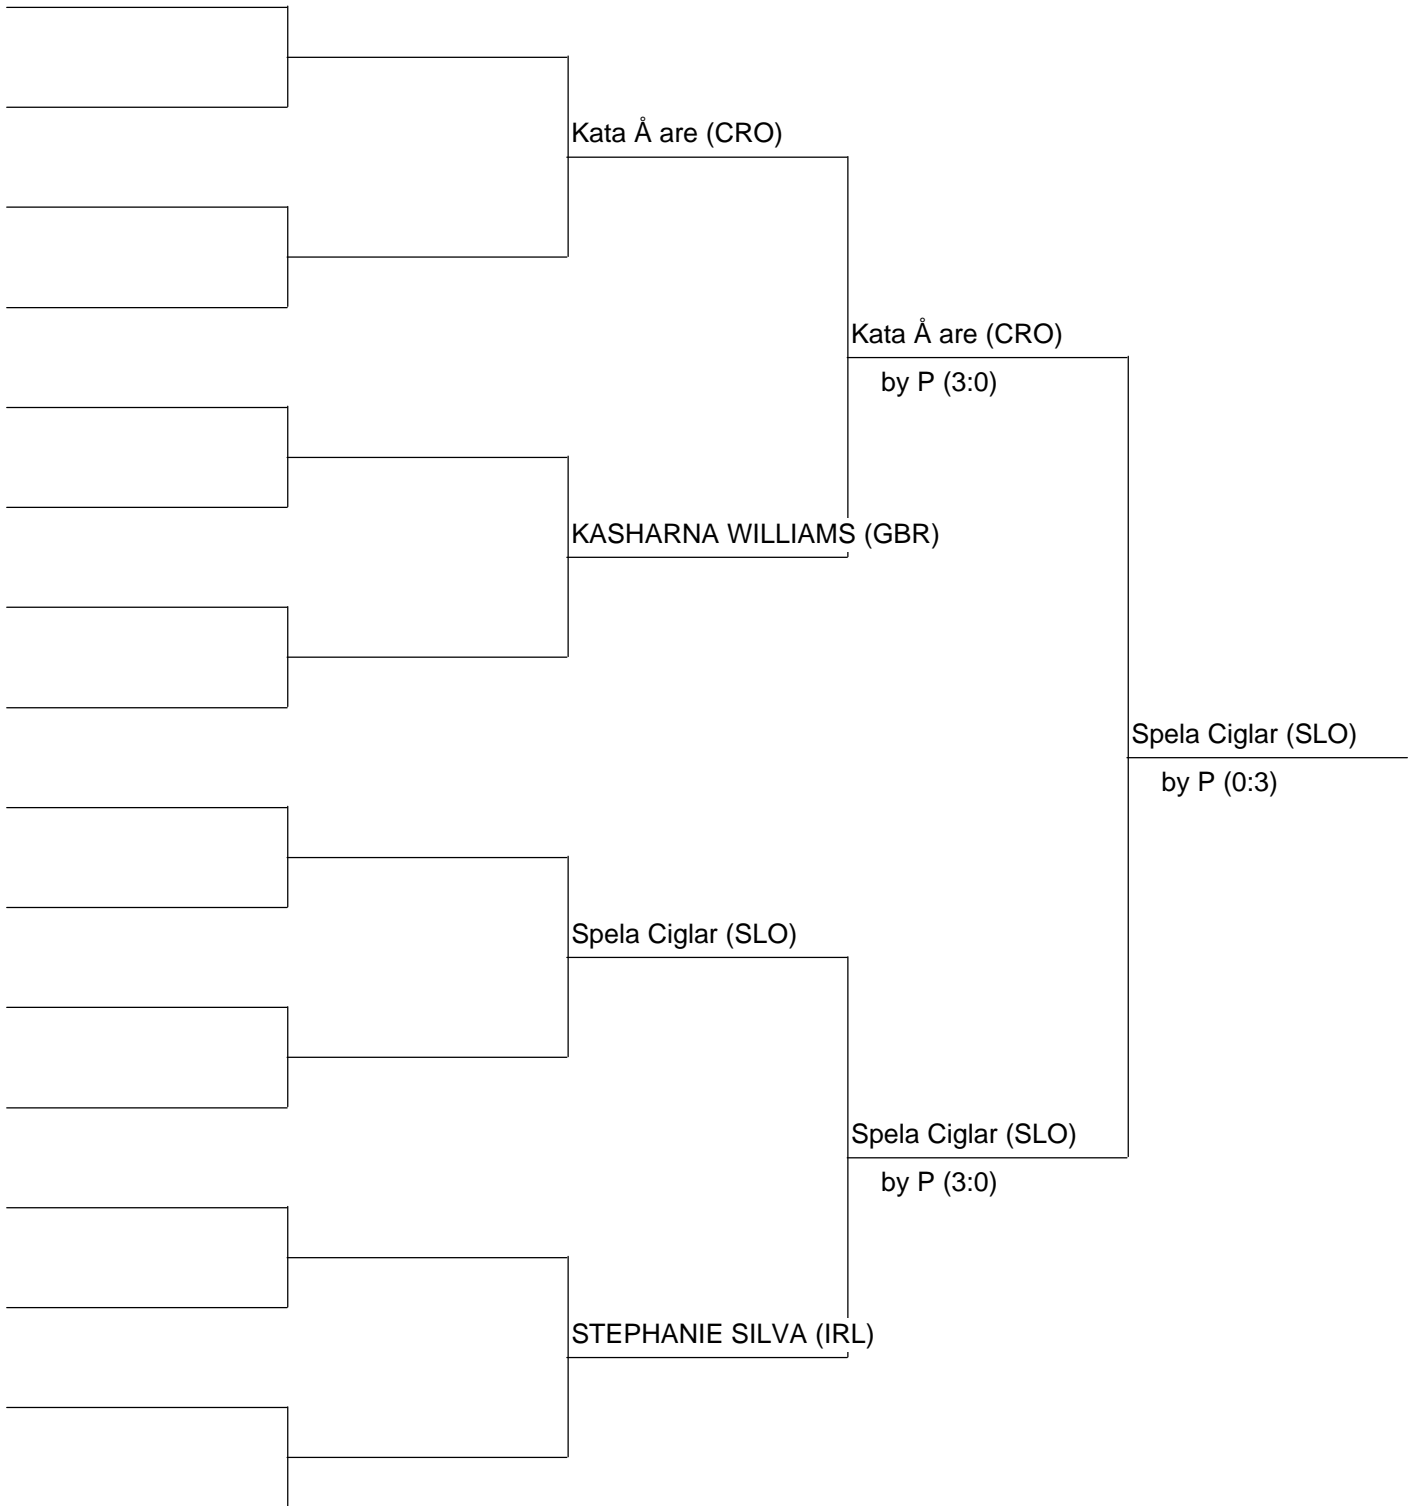 Kata Å are (CRO)
Kata Å are (CRO)
by P (3:0)
KASHARNA WILLIAMS (GBR)
Spela Ciglar (SLO)
by P (0:3)
Spela Ciglar (SLO)
Spela Ciglar (SLO)
by P (3:0)
STEPHANIE SILVA (IRL)